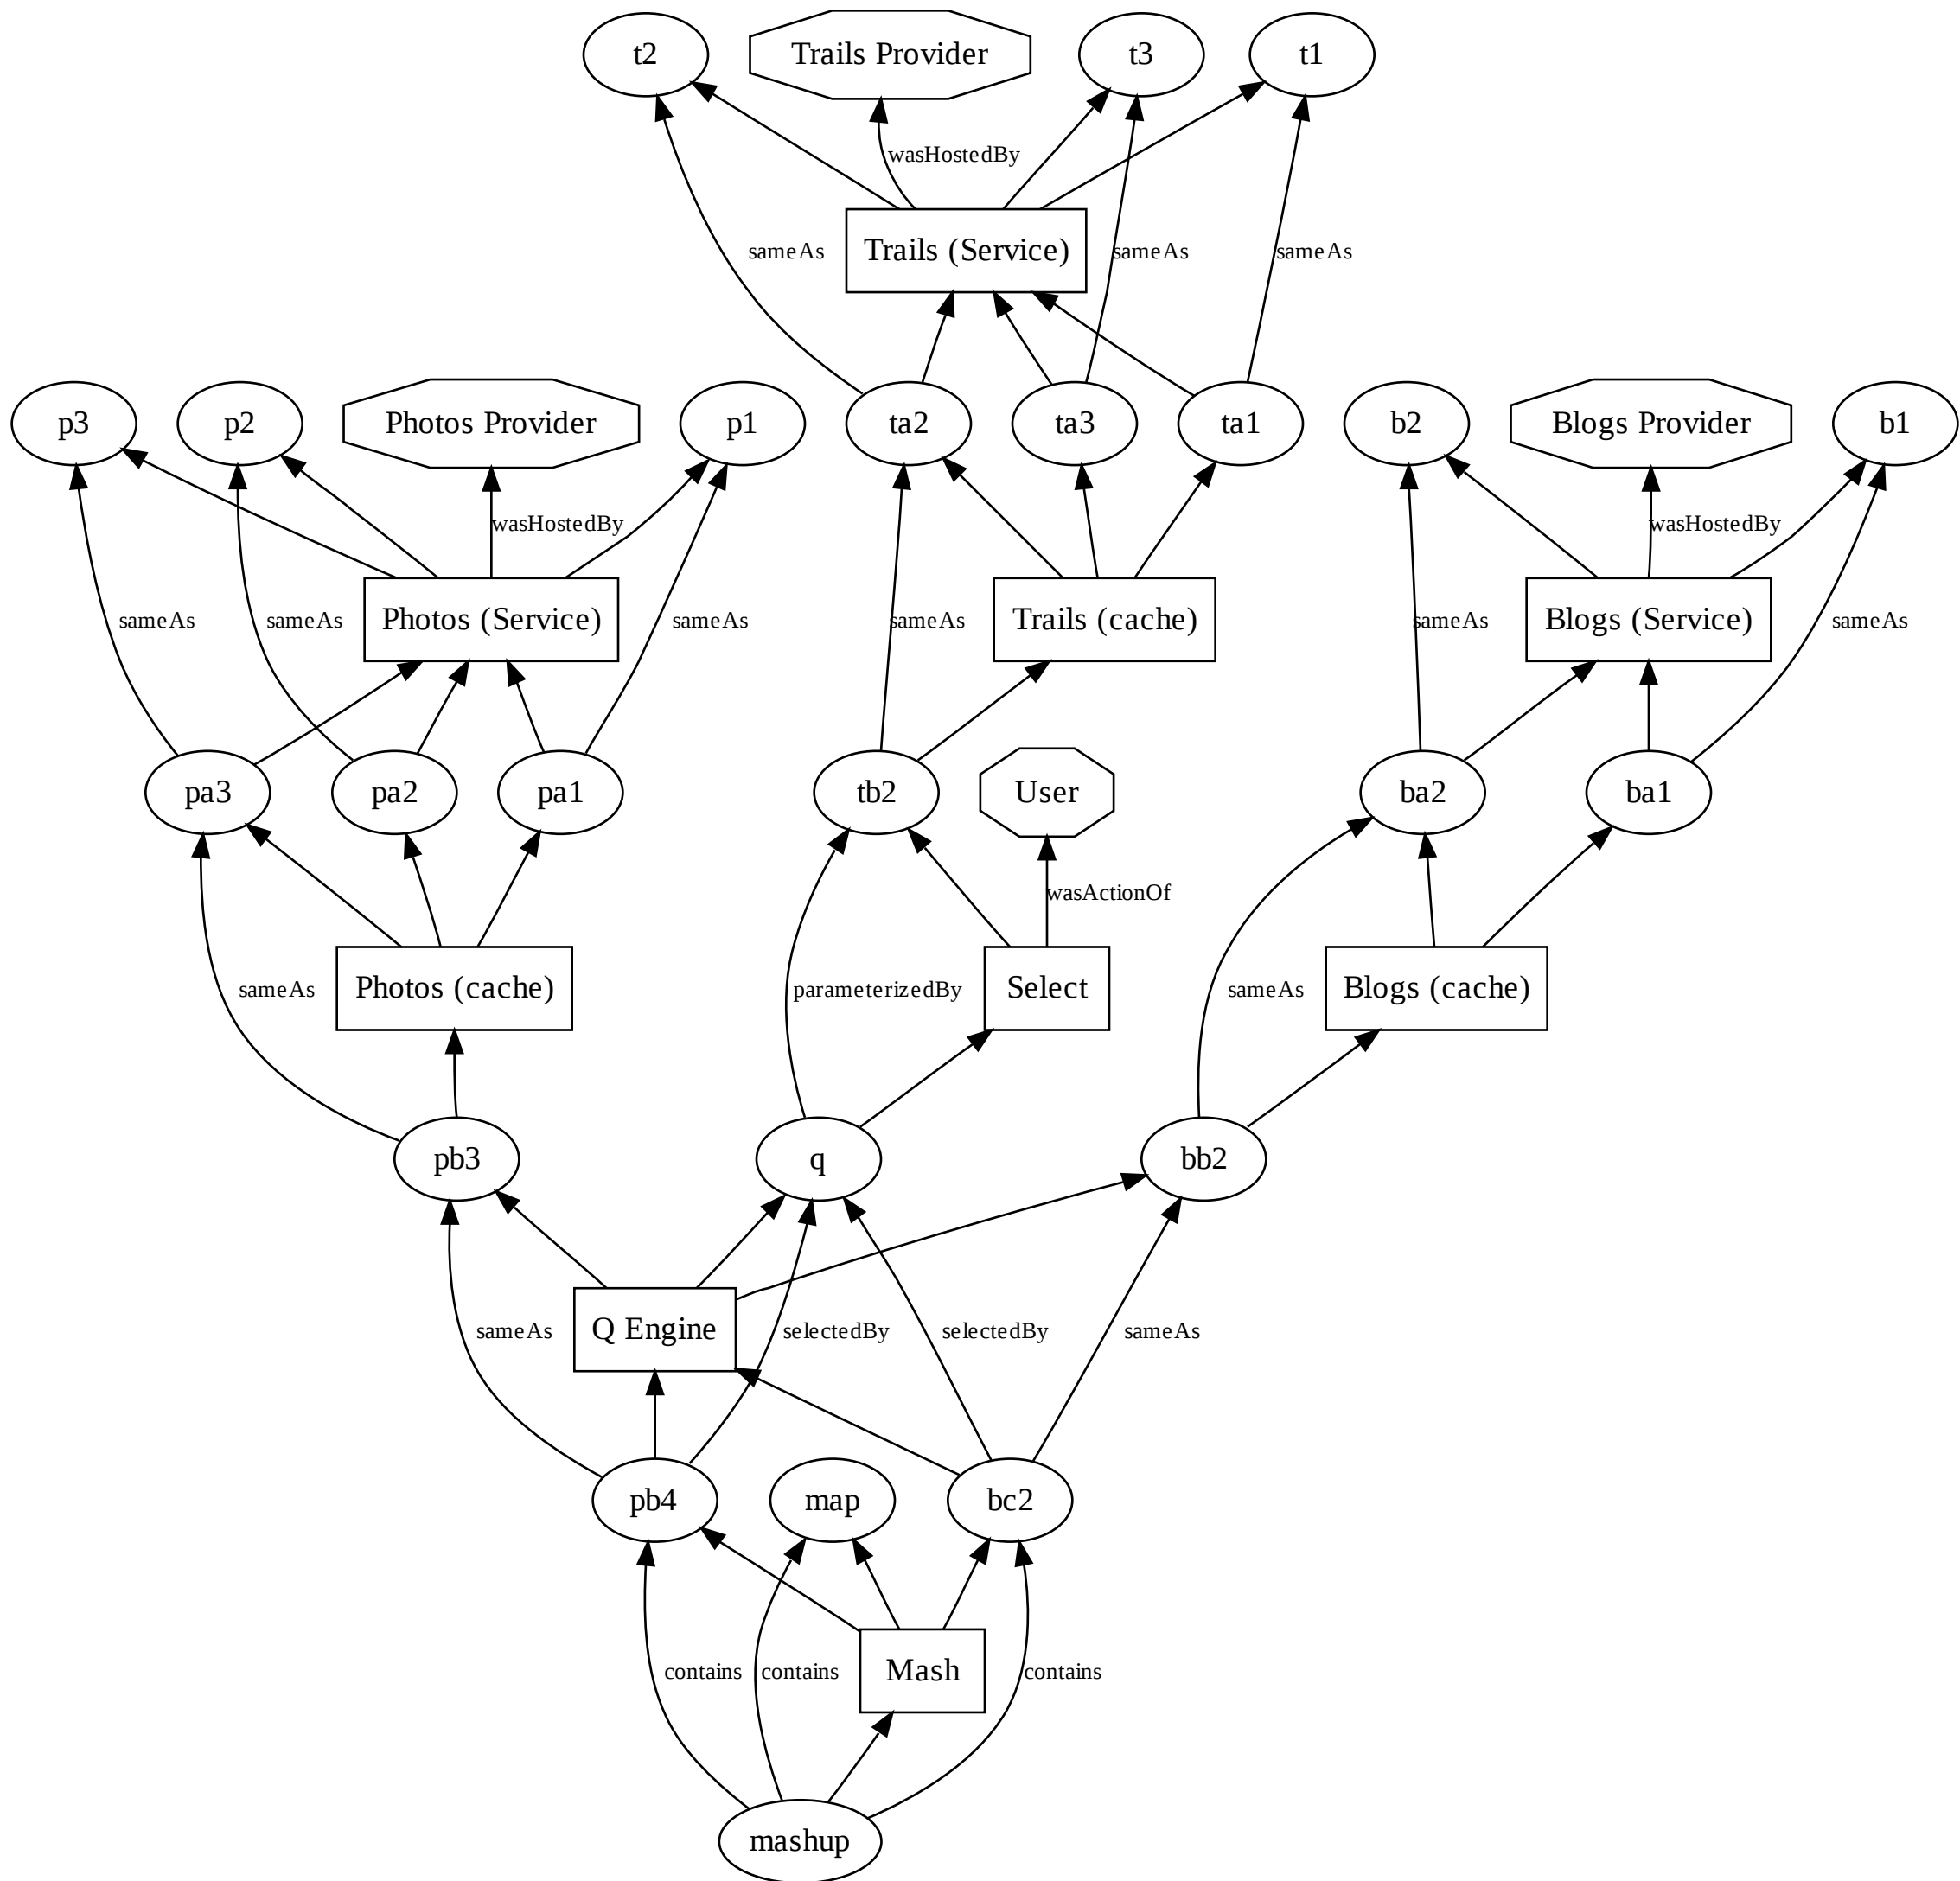 t2
Trails Provider
t3
t1
wasHostedBy
sameAs
Trails (Service)
sameAs
sameAs
p3
p2
Photos Provider
p1
ta2
ta3
ta1
b2
Blogs Provider
b1
wasHostedBy
wasHostedBy
sameAs
sameAs
Photos (Service)
sameAs
sameAs
Trails (cache)
sameAs
Blogs (Service)
sameAs
pa3
pa2
pa1
tb2
User
ba2
ba1
wasActionOf
sameAs
Photos (cache)
parameterizedBy
Select
sameAs
Blogs (cache)
pb3
q
bb2
sameAs
Q Engine
selectedBy
selectedBy
sameAs
pb4
map
bc2
contains
contains
Mash
contains
mashup